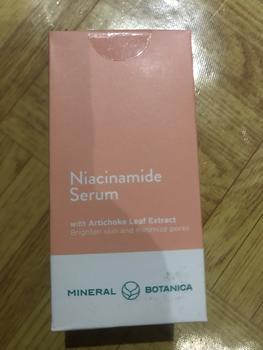 Niacinamide
Serum
with Artichoke Leaf Extract
Brighten skin and minimize pores
MINERAL BOTANICA